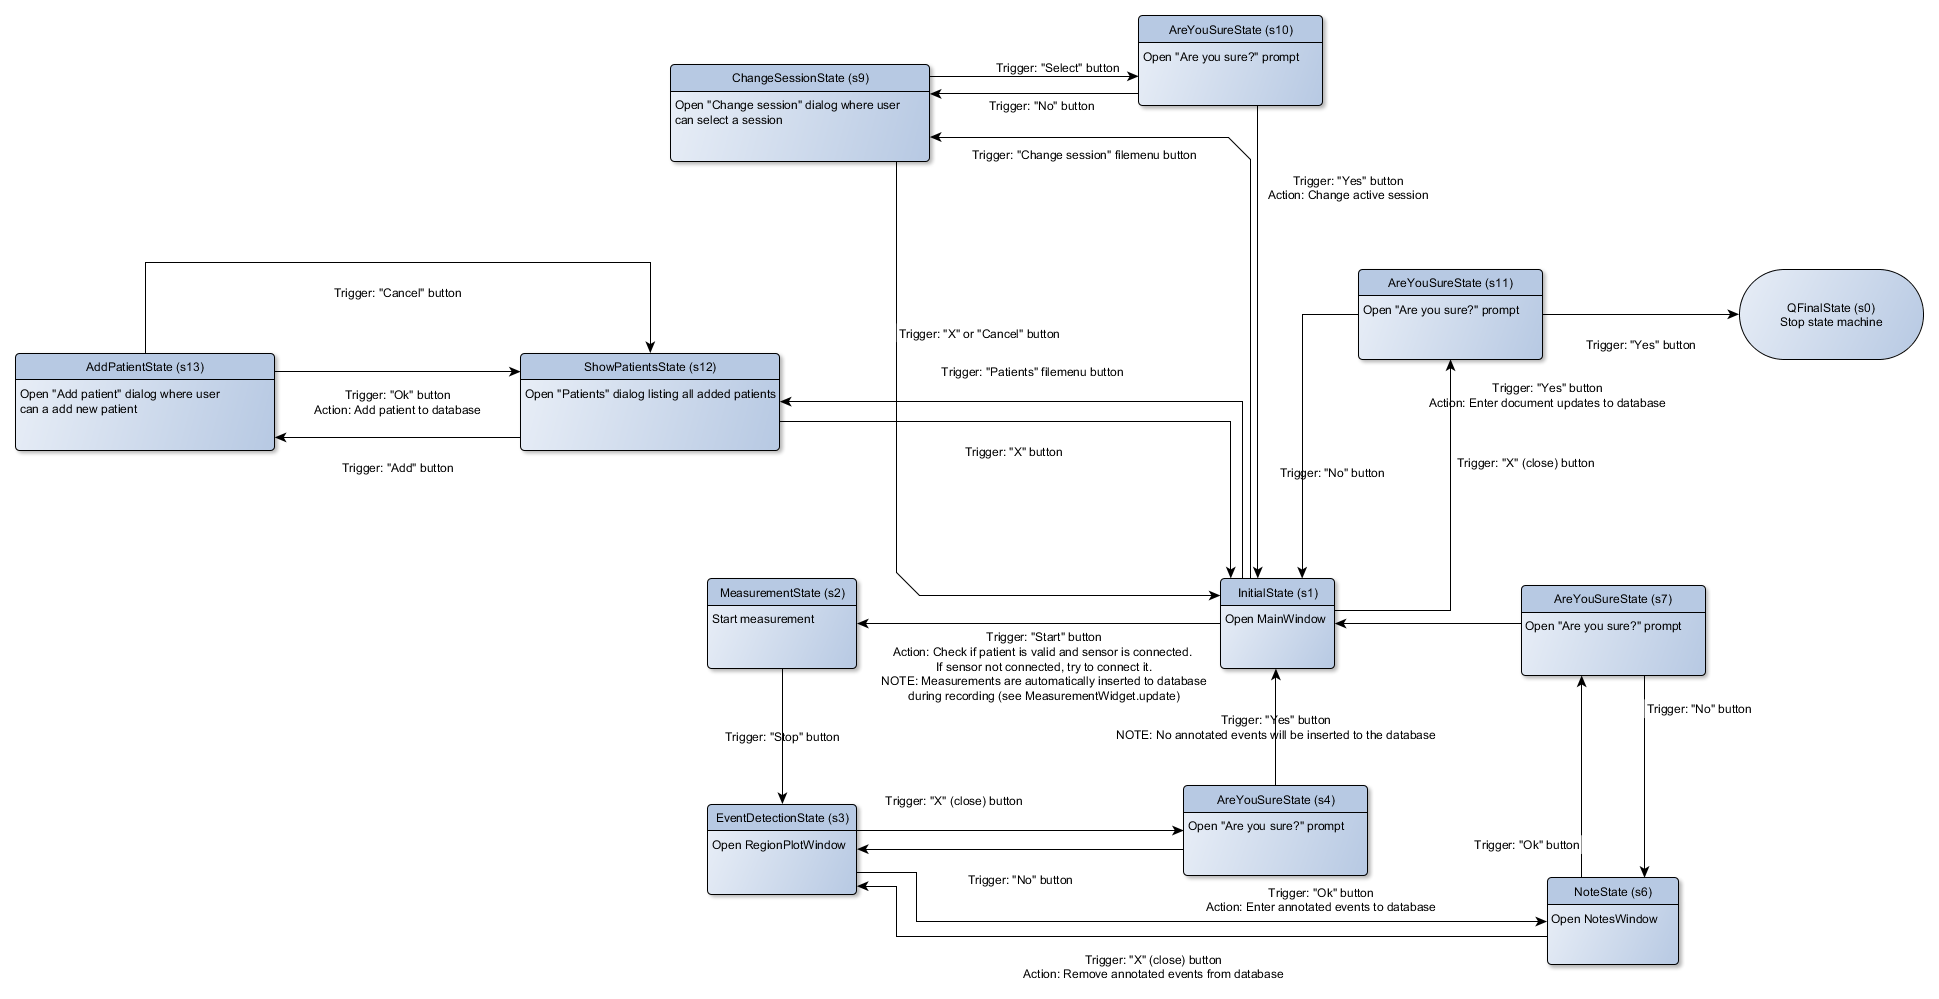 AreYouSureState (s10)
Open "Are you sure?" prompt
Trigger: "Select" button
ChangeSessionState (s9)
Open "Change session" dialog where user
can select a session
Trigger: "No" button
Trigger: "Change session" filemenu button
Trigger: "Yes" button
Action: Change active session
AreYouSureState (s11)
Open "Are you sure?" prompt
QFinalState (s0)
Stop state machine
Trigger: "Cancel" button
Trigger: "X" or "Cancel" button
Trigger: "Yes" button
AddPatientState (s13)
Open "Add patient" dialog where user
can a add new patient
ShowPatientsState (s12)
Open "Patients" dialog listing all added patients
Trigger: "Patients" filemenu button
Trigger: "Ok" button
Action: Add patient to database
Trigger: "Yes" button
Action: Enter document updates to database
Trigger: "X" button
Trigger: "Add" button
Trigger: "No" button
Trigger: "X" (close) button
MeasurementState (s2)
Start measurement
InitialState (s1)
Open MainWindow
AreYouSureState (s7)
Open "Are you sure?" prompt
Trigger: "Start" button
Action: Check if patient is valid and sensor is connected.
If sensor not connected, try to connect it.
NOTE: Measurements are automatically inserted to database
during recording (see MeasurementWidget.update)
Trigger: "No" button
Trigger: "Yes" button
NOTE: No annotated events will be inserted to the database
Trigger: "Stop" button
Trigger: "X" (close) button
AreYouSureState (s4)
Open "Are you sure?" prompt
EventDetectionState (s3)
Open RegionPlotWindow
Trigger: "Ok" button
Trigger: "No" button
Trigger: "Ok" button
Action: Enter annotated events to database
NoteState (s6)
Open NotesWindow
Trigger: "X" (close) button
Action: Remove annotated events from database